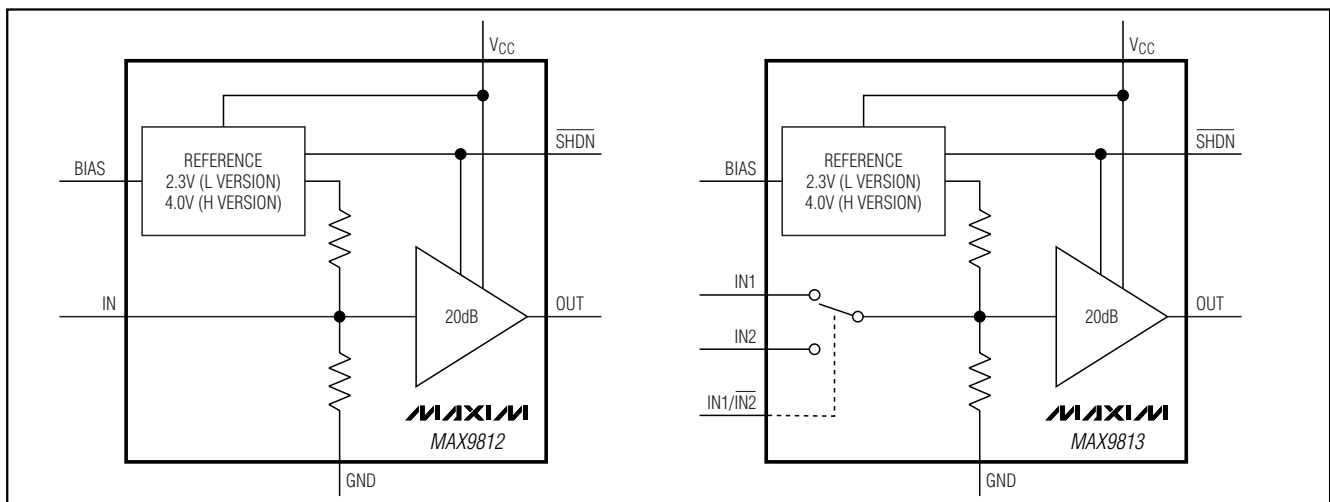 VCC
SHDN
BIAS
REFERENCE
2.3V (L VERSION)
4.0V (H VERSION)
IN
20dB
OUT
MAXIM
MAX9812
GND
VCC
SHDN
BIAS
REFERENCE
2.3V (L VERSION)
4.0V (H VERSION)
IN1
IN2
IN1/IN2
20dB
OUT
MAXIM
MAX9813
GND